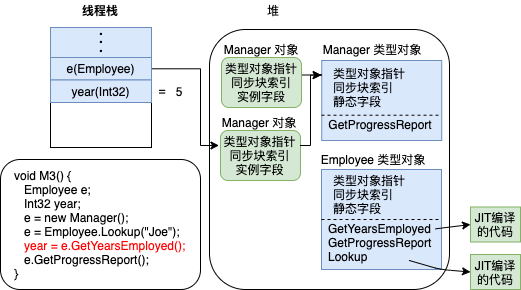 线程栈
堆
.
.
.
e(Employee)
year(Int32)
= 5
Manager 对象
类型对象指针
同步块索引
实例字段
Manager 对象
类型对象指针
同步块索引
实例字段
Manager 类型对象
类型对象指针
同步块索引
静态字段
GetProgressReport
Employee 类型对象
类型对象指针
同步块索引
静态字段
GetYearsEmployed
GetProgressReport
Lookup
JIT编译
的代码
JIT编译
的代码
void M3() {
Employee e;
Int32 year;
e = new Manager();
e = Employee.Lookup("Joe");
year = e.GetYearsEmployed();
e.GetProgressReport();
}